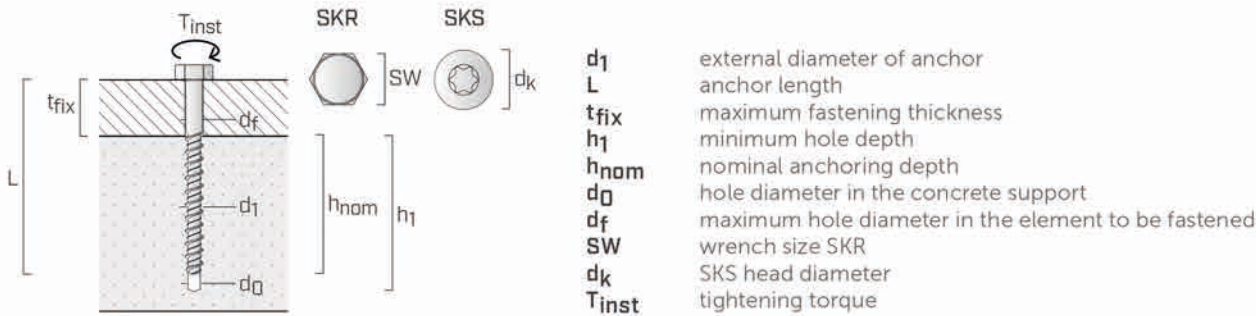 SKR SKS
Tinst
SW
dk
tfix
df
L
d1
hnom
h1
d0
d1 external diameter of anchor
L anchor length
tfix maximum fastening thickness
h1 minimum hole depth
hnom nominal anchoring depth
d0 hole diameter in the concrete support
df maximum hole diameter in the element to be fastened
SW wrench size SKR
dk SKS head diameter
Tinst tightening torque